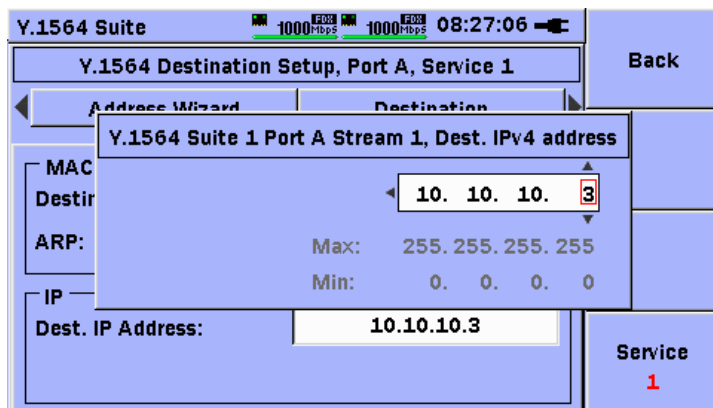 Y.1564 Suite 1000 FDX Mbps 1000 FDX Mbps 08:27:06
Back
Y.1564 Destination Setup, Port A, Service 1
Address Wizard Destination
Y.1564 Suite 1 Port A Stream 1, Dest. IPv4 address
MAC
10. 10. 10. 3
Destin
ARP:
Max: 255. 255. 255. 255
Min: 0. 0. 0. 0
IP
Dest. IP Address: 10.10.10.3
Service
1